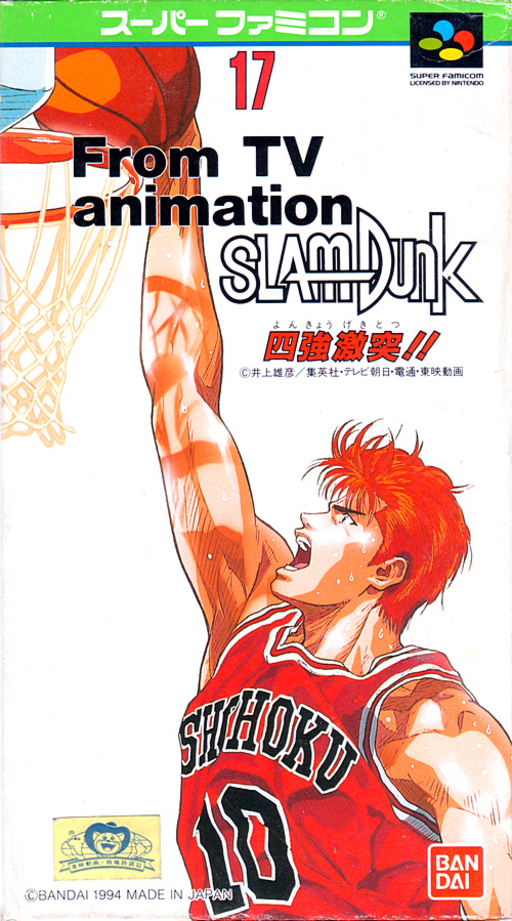 スーパーファミコン®
17
SUPER FAMICOM
LICENSED BY NINTENDO
From TV
animation
SLAM DUNK
よんきょうげきとつ
四強激突!!
©井上雄彦／集英社・テレビ朝日・電通・東映動画
SHOHOKU
10
BAN
DAI
©BANDAI 1994 MADE IN JAPAN